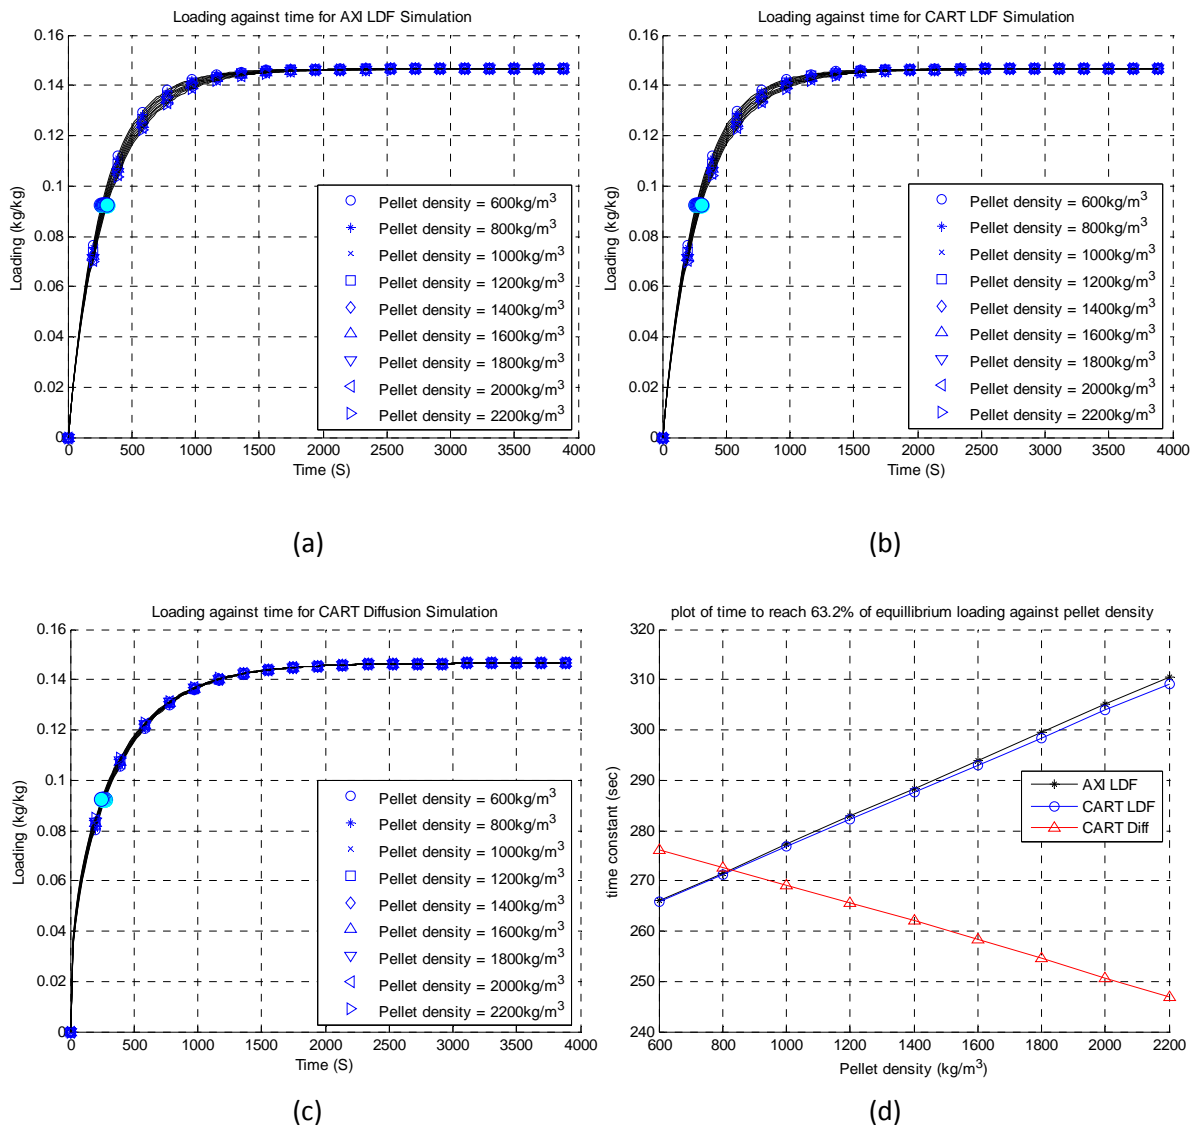 Loading against time for AXI LDF Simulation
0.16
0.14
0.12
0.1
0.08
0.06
0.04
0.02
0
Loading (kg/kg)
Pellet density = 600kg/m³
Pellet density = 800kg/m³
Pellet density = 1000kg/m³
Pellet density = 1200kg/m³
Pellet density = 1400kg/m³
Pellet density = 1600kg/m³
Pellet density = 1800kg/m³
Pellet density = 2000kg/m³
Pellet density = 2200kg/m³
0 500 1000 1500 2000 2500 3000 3500 4000
Time (S)
(a)
Loading against time for CART LDF Simulation
0.16
0.14
0.12
0.1
0.08
0.06
0.04
0.02
0
Loading (kg/kg)
Pellet density = 600kg/m³
Pellet density = 800kg/m³
Pellet density = 1000kg/m³
Pellet density = 1200kg/m³
Pellet density = 1400kg/m³
Pellet density = 1600kg/m³
Pellet density = 1800kg/m³
Pellet density = 2000kg/m³
Pellet density = 2200kg/m³
0 500 1000 1500 2000 2500 3000 3500 4000
Time (S)
(b)
Loading against time for CART Diffusion Simulation
0.16
0.14
0.12
0.1
0.08
0.06
0.04
0.02
0
Loading (kg/kg)
Pellet density = 600kg/m³
Pellet density = 800kg/m³
Pellet density = 1000kg/m³
Pellet density = 1200kg/m³
Pellet density = 1400kg/m³
Pellet density = 1600kg/m³
Pellet density = 1800kg/m³
Pellet density = 2000kg/m³
Pellet density = 2200kg/m³
0 500 1000 1500 2000 2500 3000 3500 4000
Time (S)
(c)
plot of time to reach 63.2% of equillibrium loading against pellet density
320
310
300
290
280
270
260
250
240
time constant (sec)
AXI LDF
CART LDF
CART Diff
600 800 1000 1200 1400 1600 1800 2000 2200
Pellet density (kg/m³)
(d)